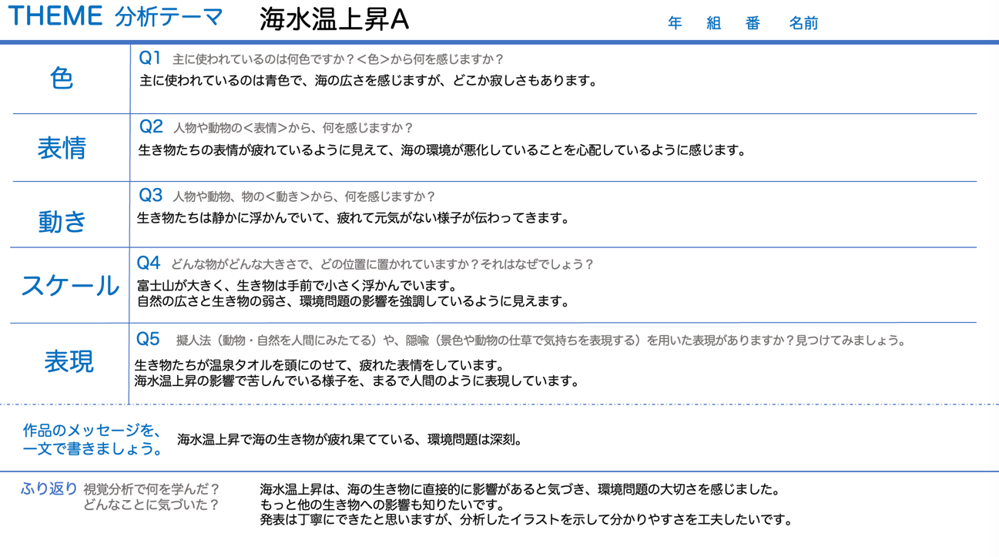 THEME 分析テーマ 海水温上昇A 年 組 番 名前
色
Q1 主に使われているのは何色ですか？＜色＞から何を感じますか？
主に使われているのは青色で、海の広さを感じますが、どこか寂しさもあります。
表情
Q2 人物や動物の＜表情＞から、何を感じますか？
生き物たちの表情が疲れているように見えて、海の環境が悪化していることを心配しているように感じます。
動き
Q3 人物や動物、物の＜動き＞から、何を感じますか？
生き物たちは静かに浮かんでいて、疲れて元気がない様子が伝わってきます。
スケール
Q4 どんな物がどんな大きさで、どの位置に置かれていますか？それはなぜでしょう？
富士山が大きく、生き物は手前で小さく浮かんでいます。
自然の広さと生き物の弱さ、環境問題の影響を強調しているように見えます。
表現
Q5 擬人法（動物・自然を人間にみたてる）や、隠喩（景色や動物の仕草で気持ちを表現する）を用いた表現がありますか？見つけてみましょう。
生き物たちが温泉タオルを頭にのせて、疲れた表情をしています。
海水温上昇の影響で苦しんでいる様子を、まるで人間のように表現しています。
作品のメッセージを、
一文で書きましょう。
海水温上昇で海の生き物が疲れ果てている、環境問題は深刻。
ふり返り 視覚分析で何を学んだ？
どんなことに気づいた？
海水温上昇は、海の生き物に直接的に影響があると気づき、環境問題の大切さを感じました。
もっと他の生き物への影響も知りたいです。
発表は丁寧にできたと思いますが、分析したイラストを示して分かりやすさを工夫したいです。